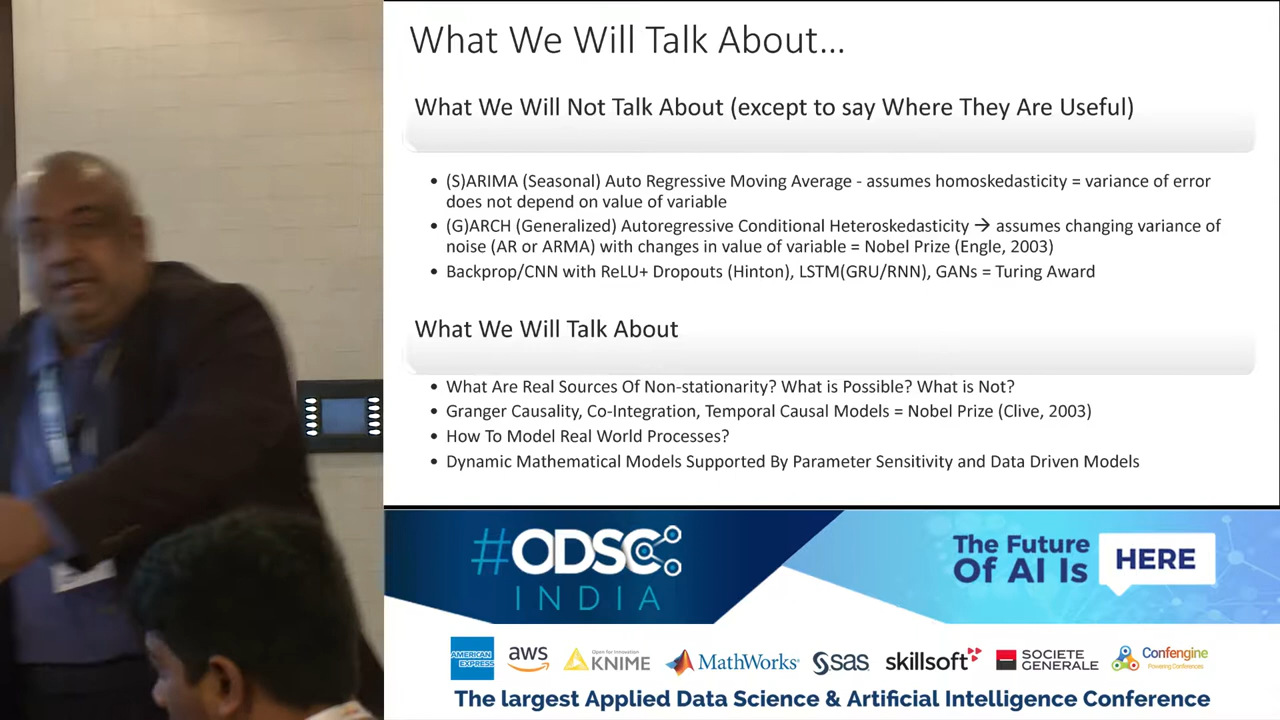 What We Will Talk About...
What We Will Not Talk About (except to say Where They Are Useful)
• (S)ARIMA (Seasonal) Auto Regressive Moving Average - assumes homoskedasticity = variance of error
does not depend on value of variable
• (G)ARCH (Generalized) Autoregressive Conditional Heteroskedasticity → assumes changing variance of
noise (AR or ARMA) with changes in value of variable = Nobel Prize (Engle, 2003)
• Backprop/CNN with ReLU+ Dropouts (Hinton), LSTM(GRU/RNN), GANs = Turing Award
What We Will Talk About
• What Are Real Sources Of Non-stationarity? What is Possible? What is Not?
• Granger Causality, Co-Integration, Temporal Causal Models = Nobel Prize (Clive, 2003)
• How To Model Real World Processes?
• Dynamic Mathematical Models Supported By Parameter Sensitivity and Data Driven Models
#ODSC
INDIA
The Future
Of AI Is
HERE
AMERICAN
EXPRESS
aws
Open for Innovation
KNIME
MathWorks®
sas
skillsoft
SOCIETE
GENERALE
Confengine
Powering Conferences
The largest Applied Data Science & Artificial Intelligence Conference